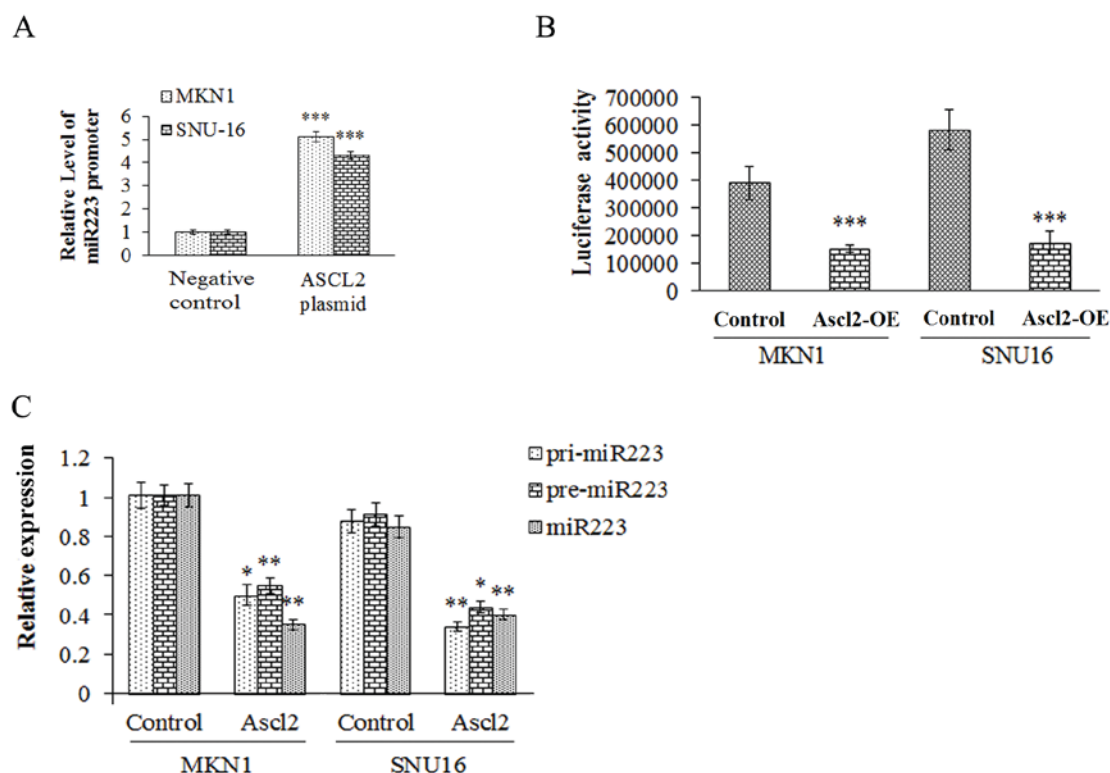 A
MKN1
SNU-16
Relative Level of
miR223 promoter
6
5
4
3
2
1
0
***
***
Negative
control
ASCL2
plasmid
B
Luciferase activity
700000
600000
500000
400000
300000
200000
100000
0
***
***
Control Ascl2-OE Control Ascl2-OE
MKN1 SNU16
C
Relative expression
1.2
1
0.8
0.6
0.4
0.2
0
* ** **
** * **
pri-miR223
pre-miR223
miR223
Control Ascl2 Control Ascl2
MKN1 SNU16